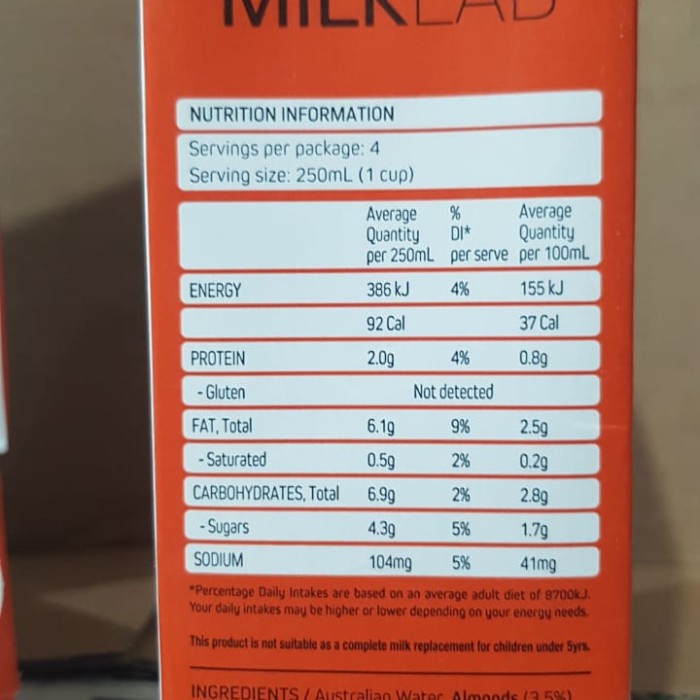 MILKLAB
NUTRITION INFORMATION
Servings per package: 4
Serving size: 250mL (1 cup)
Average Quantity per 250mL % DI* per serve Average Quantity per 100mL
ENERGY 386 kJ 4% 155 kJ
92 Cal 37 Cal
PROTEIN 2.0g 4% 0.8g
- Gluten Not detected
FAT, Total 6.1g 9% 2.5g
- Saturated 0.5g 2% 0.2g
CARBOHYDRATES, Total 6.9g 2% 2.8g
- Sugars 4.3g 5% 1.7g
SODIUM 104mg 5% 41mg
*Percentage Daily Intakes are based on an average adult diet of 8700kJ.
Your daily intakes may be higher or lower depending on your energy needs.
This product is not suitable as a complete milk replacement for children under 5yrs.
INGREDIENTS / Australian Water, Almonds (3.5%)